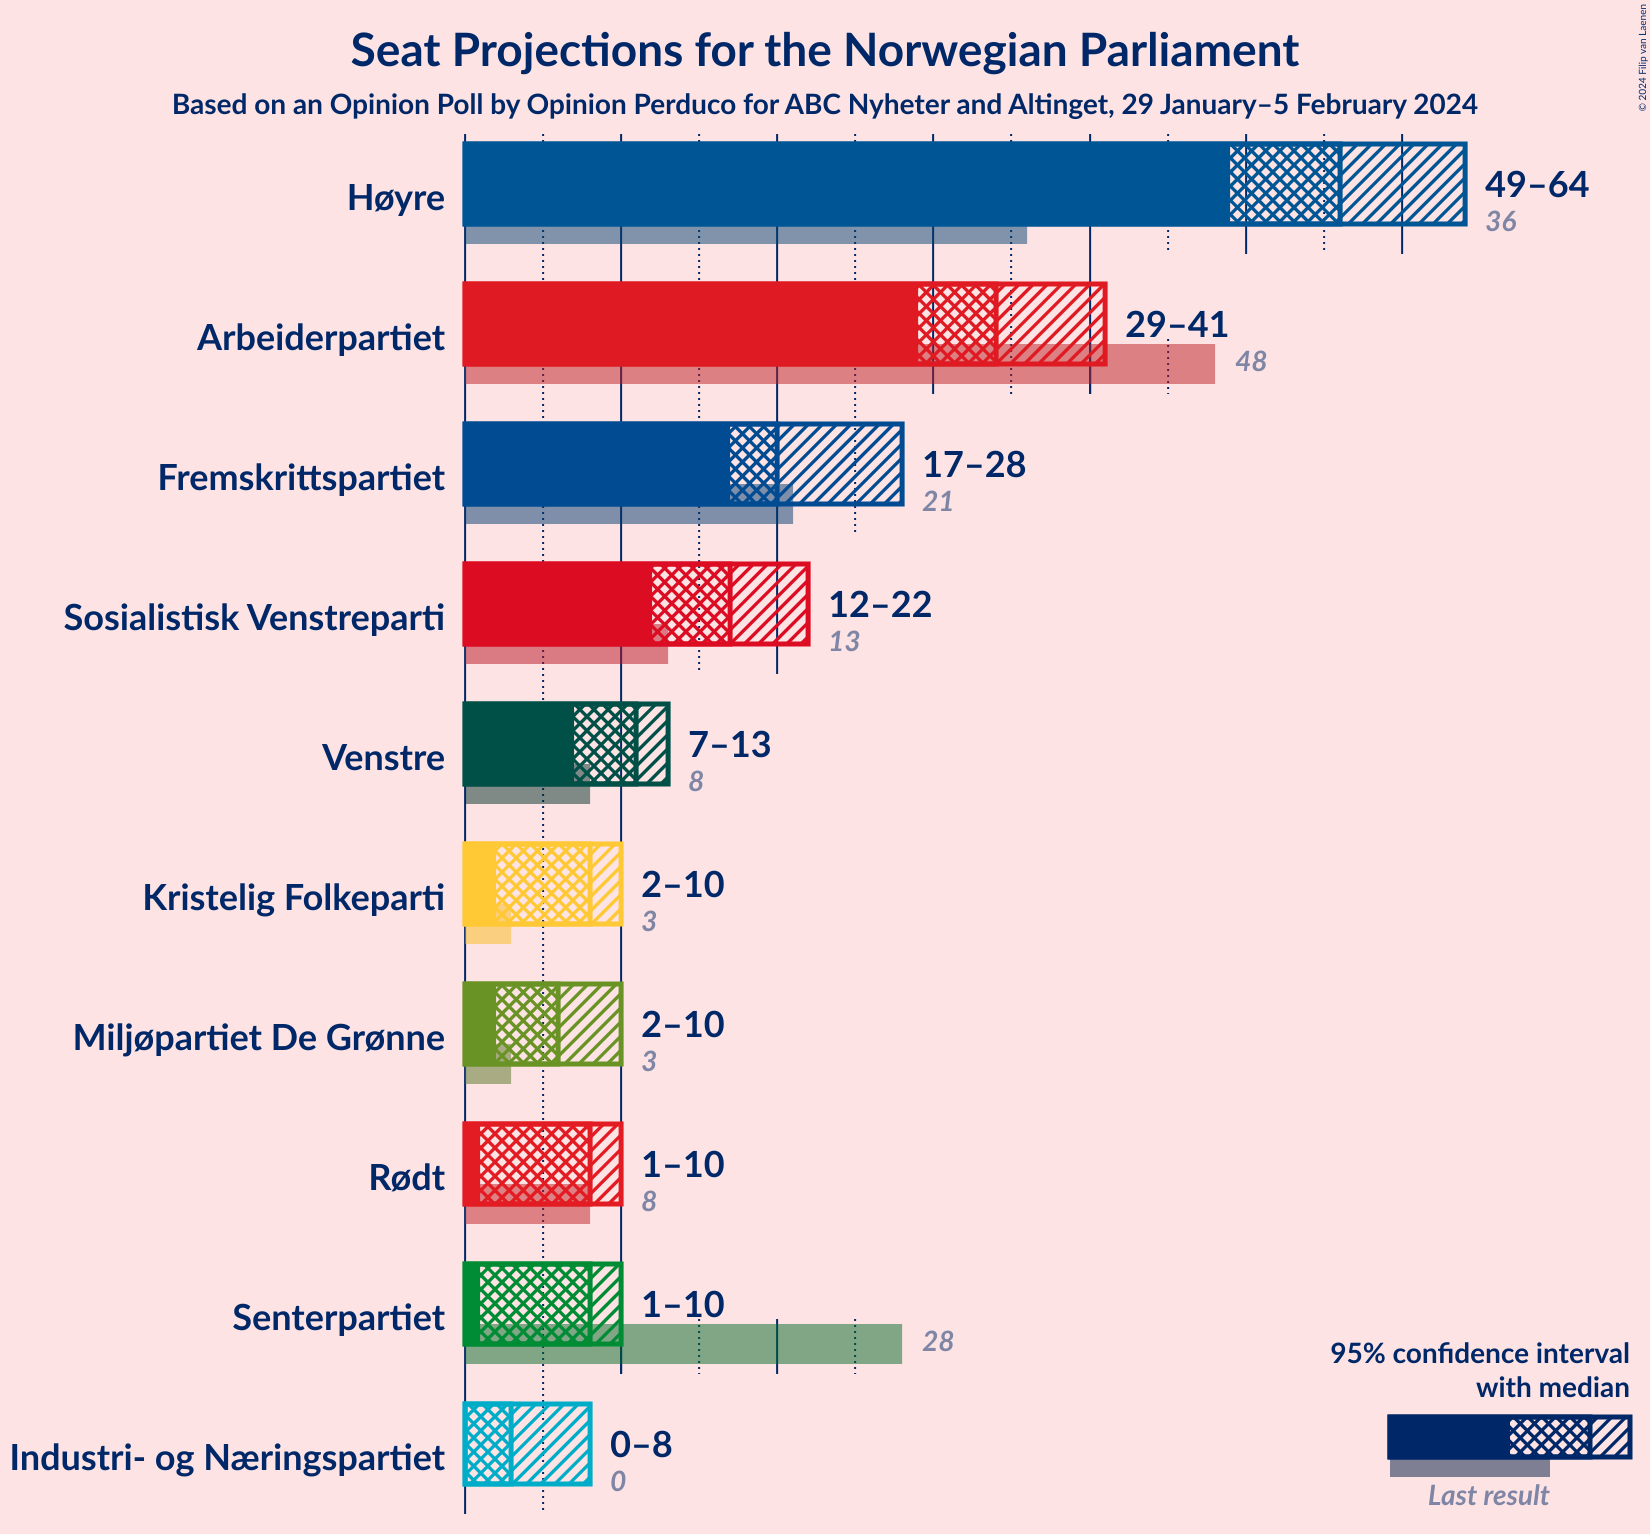 Seat Projections for the Norwegian Parliament
Based on an Opinion Poll by Opinion Perduco for ABC Nyheter and Altinget, 29 January–5 February 2024
© 2024 Filip van Laenen
Høyre
49–64
36
Arbeiderpartiet
29–41
48
Fremskrittspartiet
17–28
21
Sosialistisk Venstreparti
12–22
13
Venstre
7–13
8
Kristelig Folkeparti
2–10
3
Miljøpartiet De Grønne
2–10
3
Rødt
1–10
8
Senterpartiet
1–10
28
Industri- og Næringspartiet
0–8
0
95% confidence interval
with median
Last result